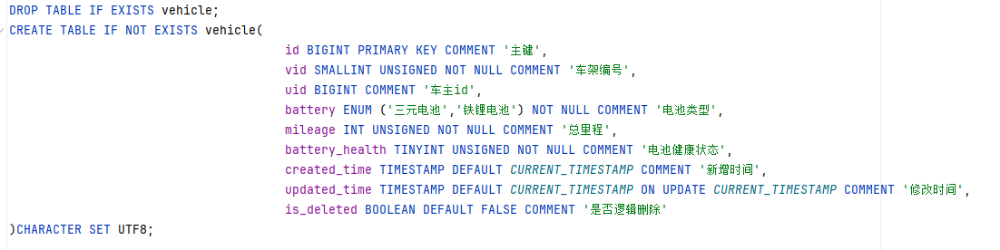 DROP TABLE IF EXISTS vehicle;
CREATE TABLE IF NOT EXISTS vehicle(
id BIGINT PRIMARY KEY COMMENT '主键',
vid SMALLINT UNSIGNED NOT NULL COMMENT '车架编号',
uid BIGINT COMMENT '车主id',
battery ENUM ('三元电池','铁锂电池') NOT NULL COMMENT '电池类型',
mileage INT UNSIGNED NOT NULL COMMENT '总里程',
battery_health TINYINT UNSIGNED NOT NULL COMMENT '电池健康状态',
created_time TIMESTAMP DEFAULT CURRENT_TIMESTAMP COMMENT '新增时间',
updated_time TIMESTAMP DEFAULT CURRENT_TIMESTAMP ON UPDATE CURRENT_TIMESTAMP COMMENT '修改时间',
is_deleted BOOLEAN DEFAULT FALSE COMMENT '是否逻辑删除'
)CHARACTER SET UTF8;